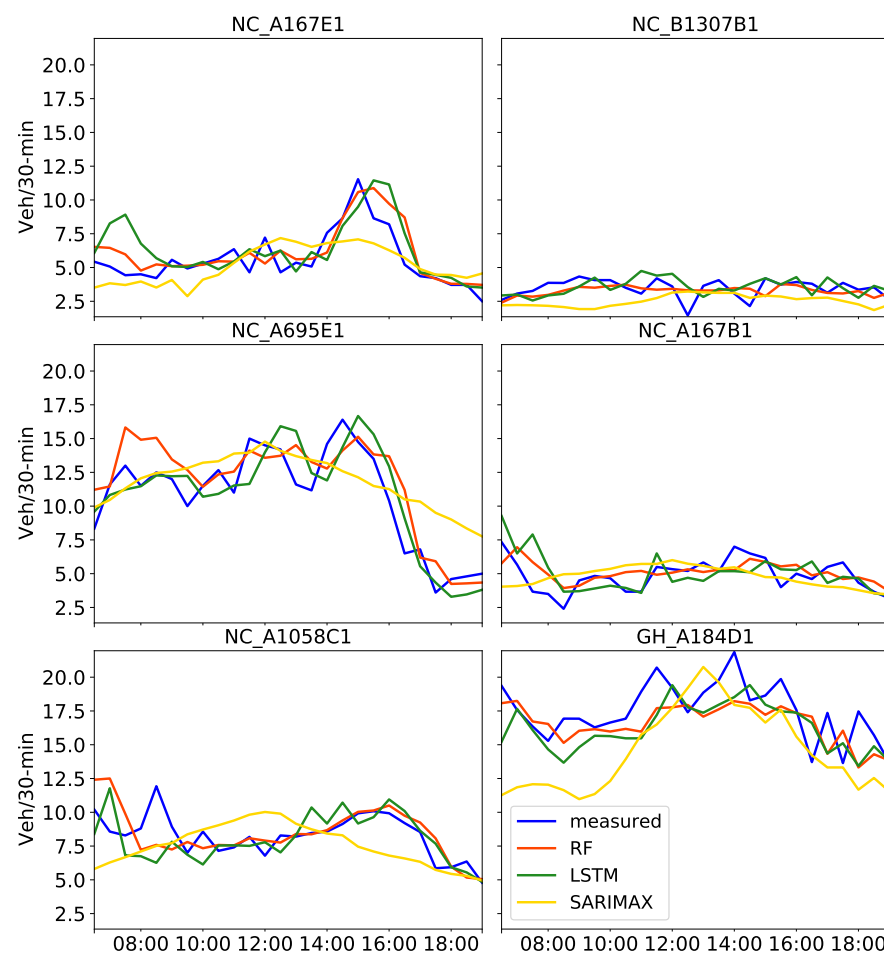 NC_A167E1 NC_B1307B1
20.0
17.5
15.0
12.5
10.0
7.5
5.0
2.5
Veh/30-min
NC_A695E1 NC_A167B1
20.0
17.5
15.0
12.5
10.0
7.5
5.0
2.5
Veh/30-min
NC_A1058C1 GH_A184D1
20.0
17.5
15.0
12.5
10.0
7.5
5.0
2.5
Veh/30-min
measured
RF
LSTM
SARIMAX
08:00 10:00 12:00 14:00 16:00 18:00 08:00 10:00 12:00 14:00 16:00 18:00